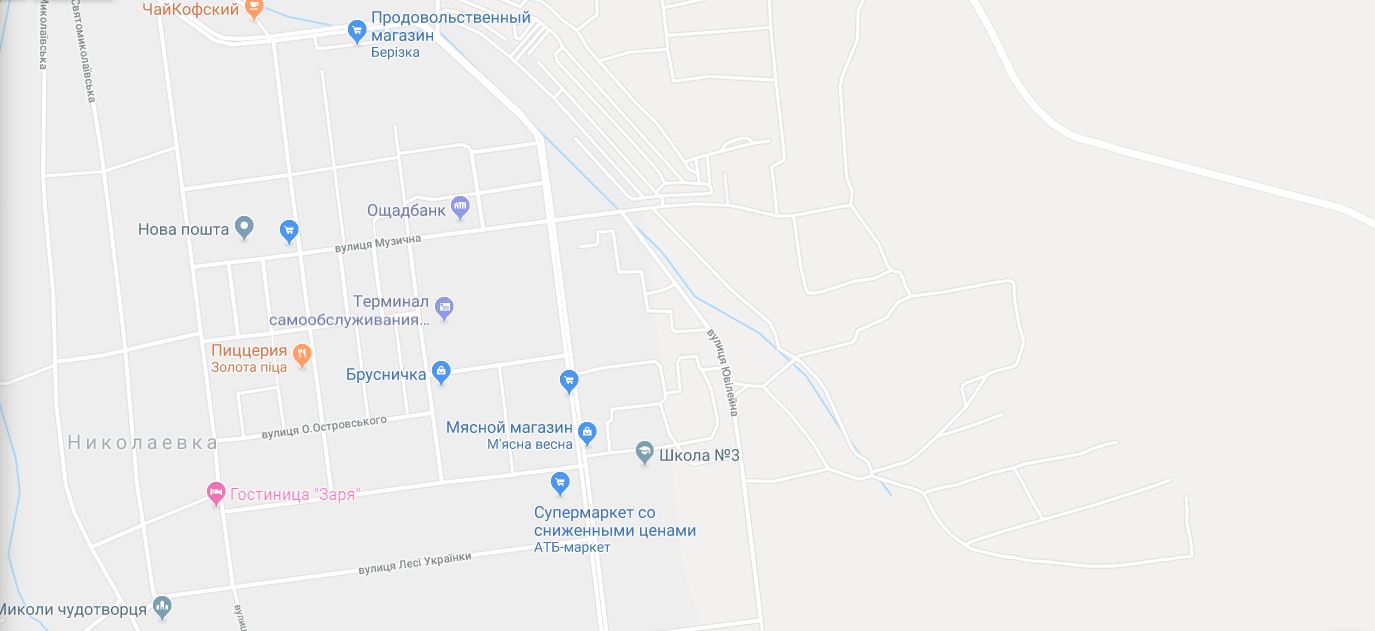 ЧайКофский
Продовольственный
магазин
Берізка
Миколаївська
Святомиколаївська
Ощадбанк
Нова пошта
вулиця Музична
Терминал
самообслуживания...
Пиццерия
Золота піца
Брусничка
вулиця Ювілейна
вулиця О.Островського
Мясной магазин
М'ясна весна
Николаевка
Школа №3
Гостиница "Заря"
Супермаркет со
сниженными ценами
АТБ-маркет
вулиця Лесі Українки
Миколи чудотворця
вулиц